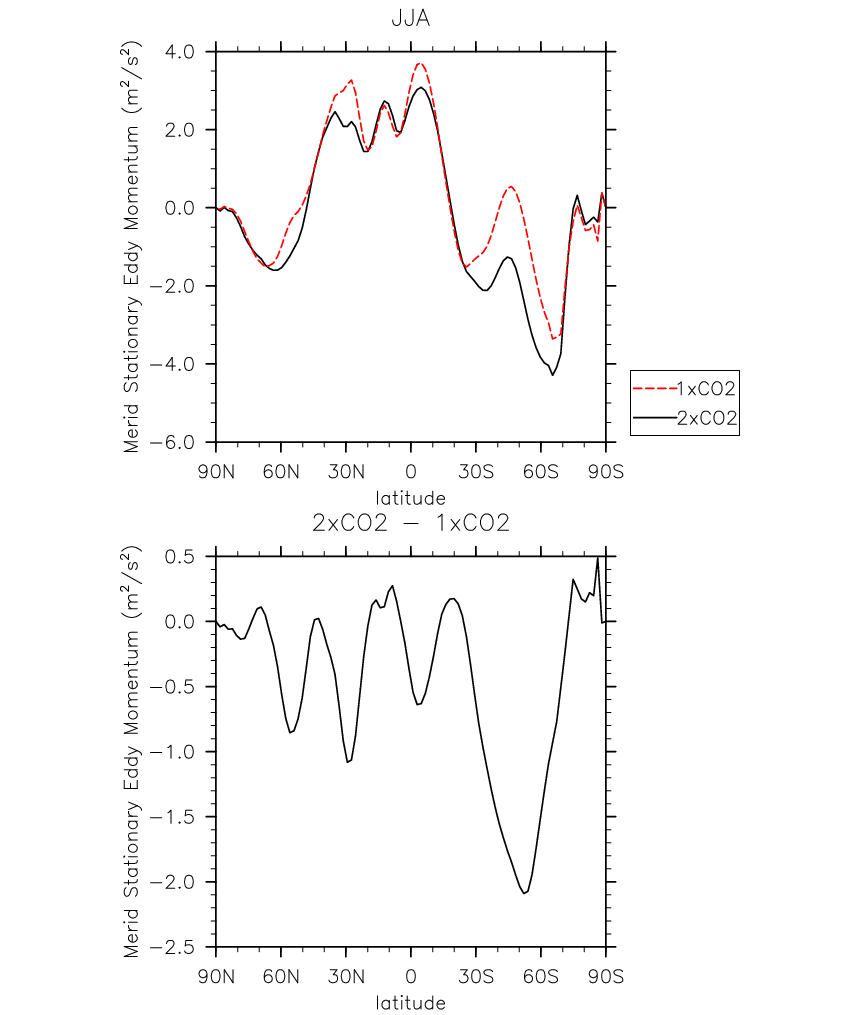 JJA
Merid Stationary Eddy Momentum (m²/s²)
4.0
2.0
0.0
−2.0
−4.0
−6.0
90N 60N 30N 0 30S 60S 90S
latitude
1xCO2
2xCO2
2xCO2 − 1xCO2
Merid Stationary Eddy Momentum (m²/s²)
0.5
0.0
−0.5
−1.0
−1.5
−2.0
−2.5
90N 60N 30N 0 30S 60S 90S
latitude